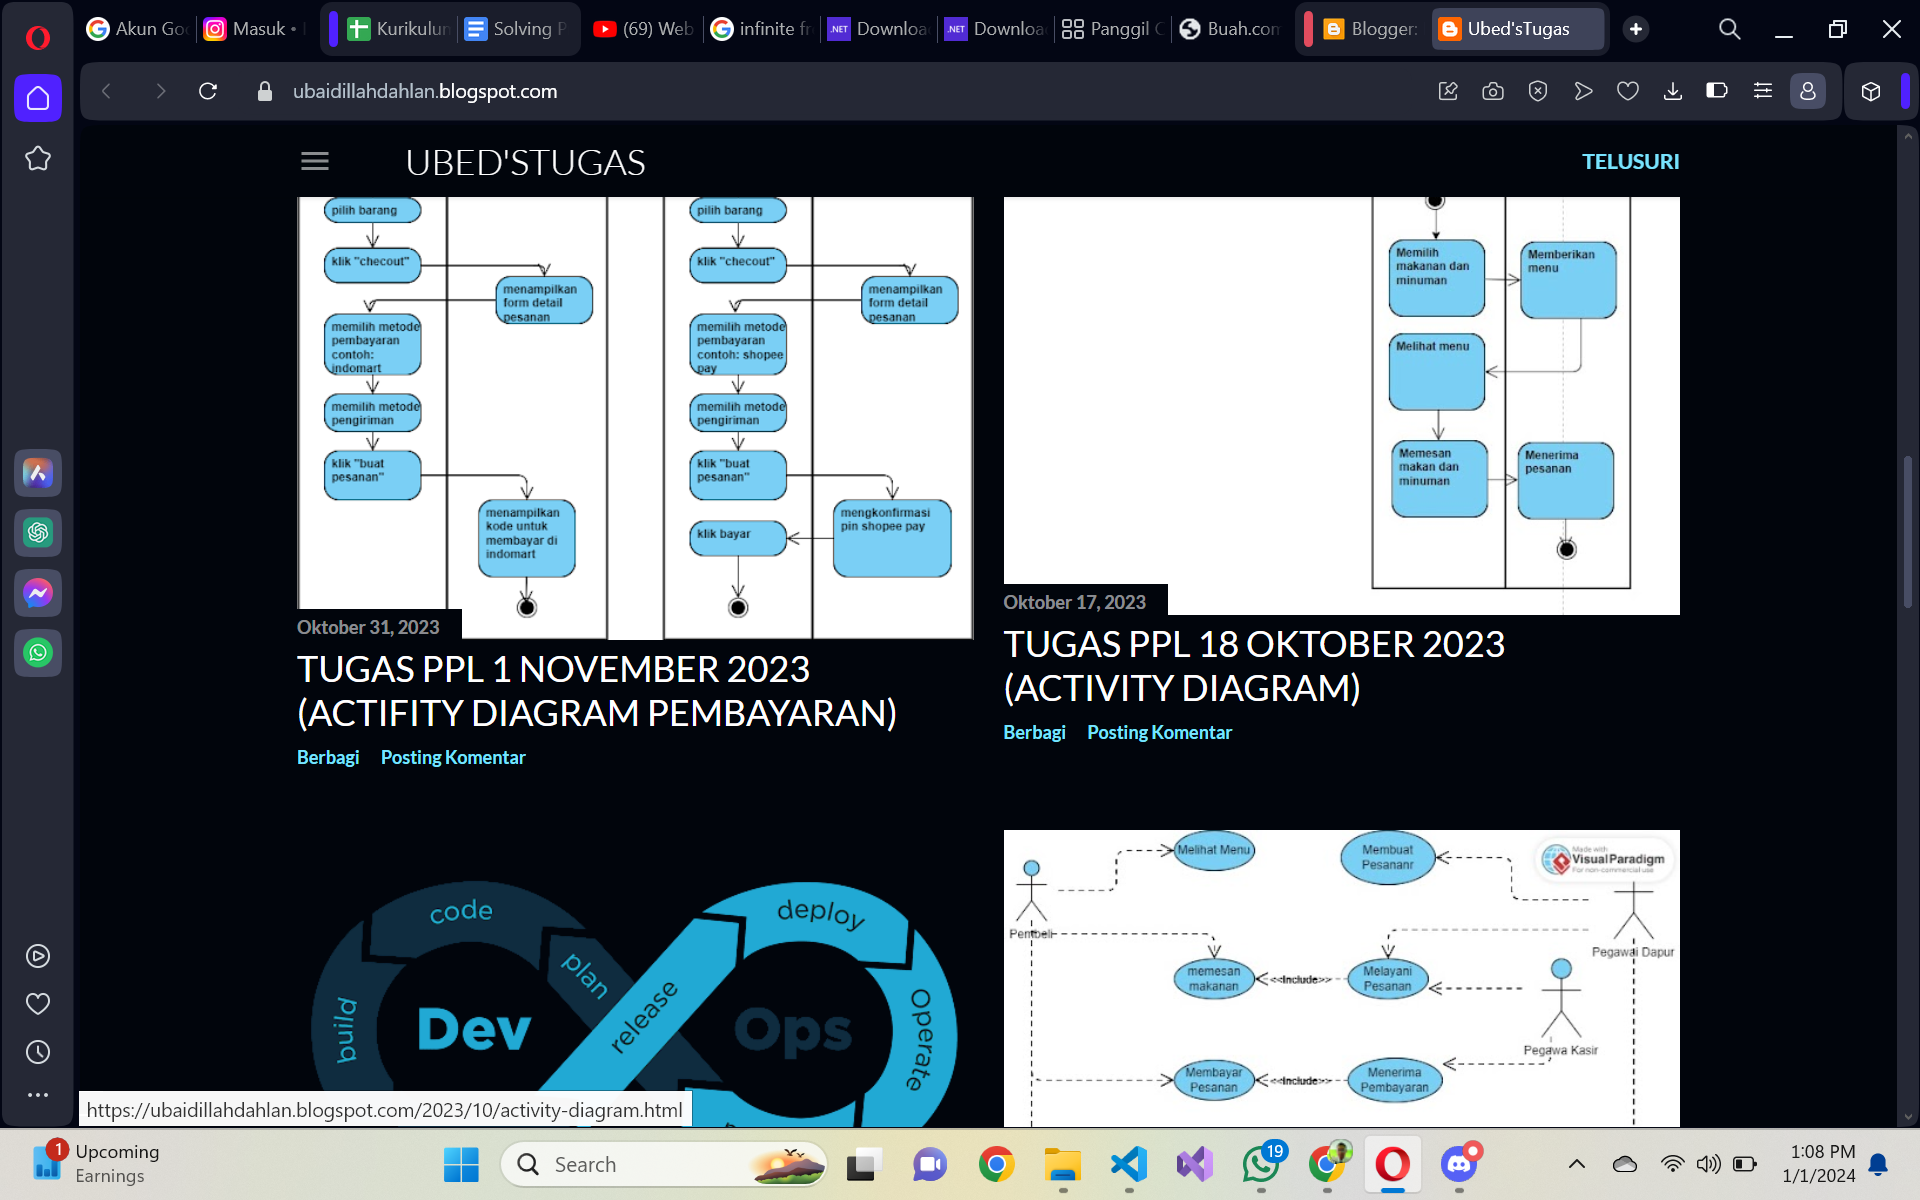 Akun Goo
Masuk •
Kurikulum
Solving P
(69) Web
infinite fr
Downloa
Downloa
Panggil C
Buah.com
Blogger:
Ubed'sTugas
ubaidillahdahlan.blogspot.com
UBED'STUGAS
TELUSURI
pilih barang
klik "checout"
menampilkan
form detail
pesanan
memilih metode
pembayaran
contoh:
indomart
memilih metode
pengiriman
klik "buat
pesanan"
menampilkan
kode untuk
membayar di
indomart
pilih barang
klik "checout"
menampilkan
form detail
pesanan
memilih metode
pembayaran
contoh: shopee
pay
memilih metode
pengiriman
klik "buat
pesanan"
mengkonfirmasi
pin shopee pay
klik bayar
Oktober 31, 2023
TUGAS PPL 1 NOVEMBER 2023
(ACTIFITY DIAGRAM PEMBAYARAN)
Berbagi Posting Komentar
Memilih
makanan dan
minuman
Memberikan
menu
Melihat menu
Memesan
makan dan
minuman
Menerima
pesanan
Oktober 17, 2023
TUGAS PPL 18 OKTOBER 2023
(ACTIVITY DIAGRAM)
Berbagi Posting Komentar
code
plan
build
Dev
release
deploy
Ops
Operate
Melihat Menu
Membuat
Pesananr
Made with
VisualParadigm
For non-commercial use
Pembeli
Pegawai Dapur
memesan
makanan
<<Include>>
Melayani
Pesanan
Pegawa Kasir
Membayar
Pesanan
<<Include>>
Menerima
Pembayaran
https://ubaidillahdahlan.blogspot.com/2023/10/activity-diagram.html
1
Upcoming
Earnings
Search
19
1:08 PM
1/1/2024